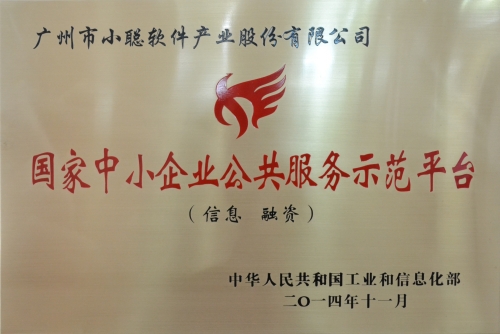 广州市小聪软件产业股份有限公司
国家中小企业公共服务示范平台
（信息 融资）
中华人民共和国工业和信息化部
二〇一四年十一月